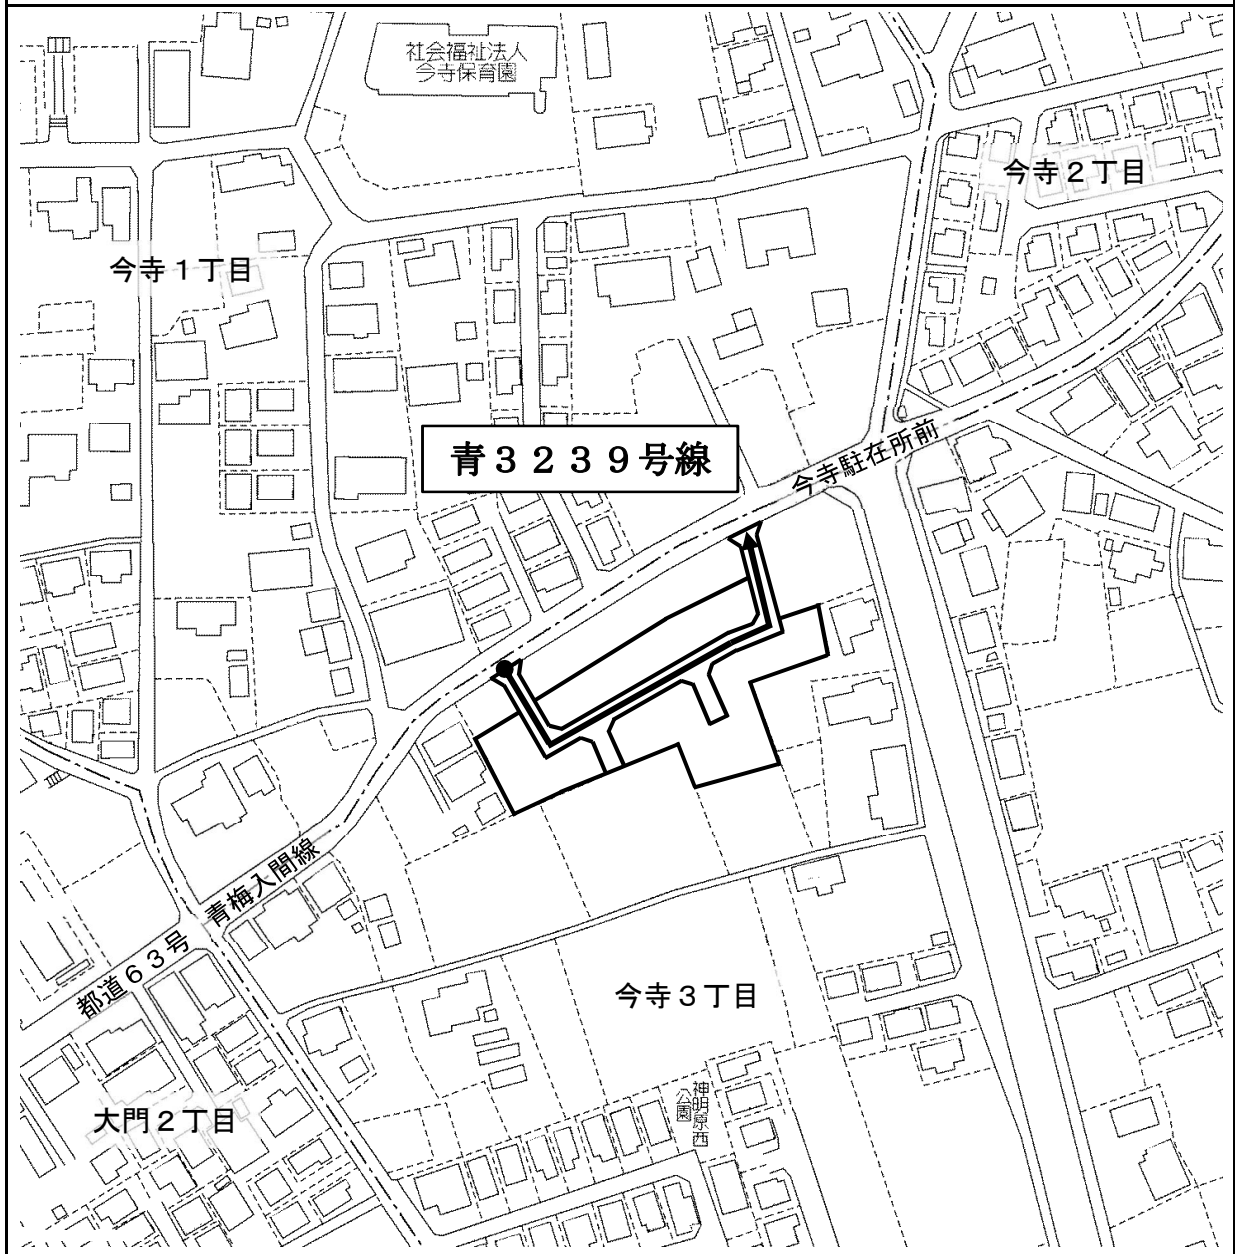 社会福祉法人
今寺保育園
今寺２丁目
今寺１丁目
青３２３９号線
今寺駐在所前
青梅入間線
都道６３号
今寺３丁目
神明原西
公園
大門２丁目